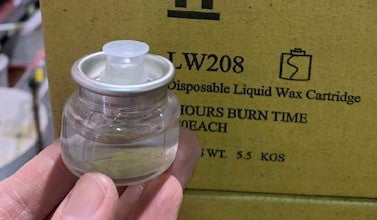 LW208
Disposable Liquid Wax Cartridge
HOURS BURN TIME
EACH
WT. 5.5 KGS